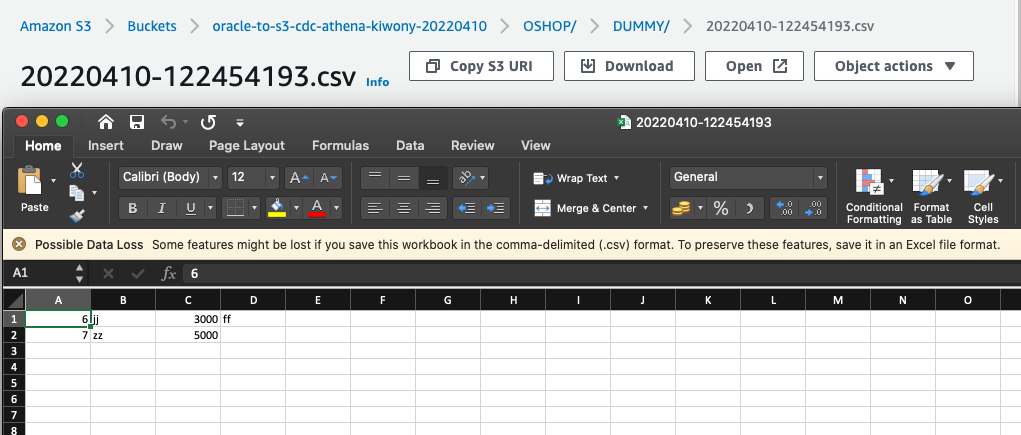 Amazon S3 > Buckets > oracle-to-s3-cdc-athena-kiwony-20220410 > OSHOP/ > DUMMY/ > 20220410-122454193.csv
20220410-122454193.csv Info Copy S3 URI Download Open Object actions
20220410-122454193
Home Insert Draw Page Layout Formulas Data Review View
Paste Calibri (Body) 12 A A Wrap Text General
B I U A Merge & Center % Conditional Formatting Format as Table Cell Styles
Possible Data Loss Some features might be lost if you save this workbook in the comma-delimited (.csv) format. To preserve these features, save it in an Excel file format.
A1 fx 6
A B C D E F G H I J K L M N O
1 6 jj 3000 ff
2 7 zz 5000
3
4
5
6
7
8